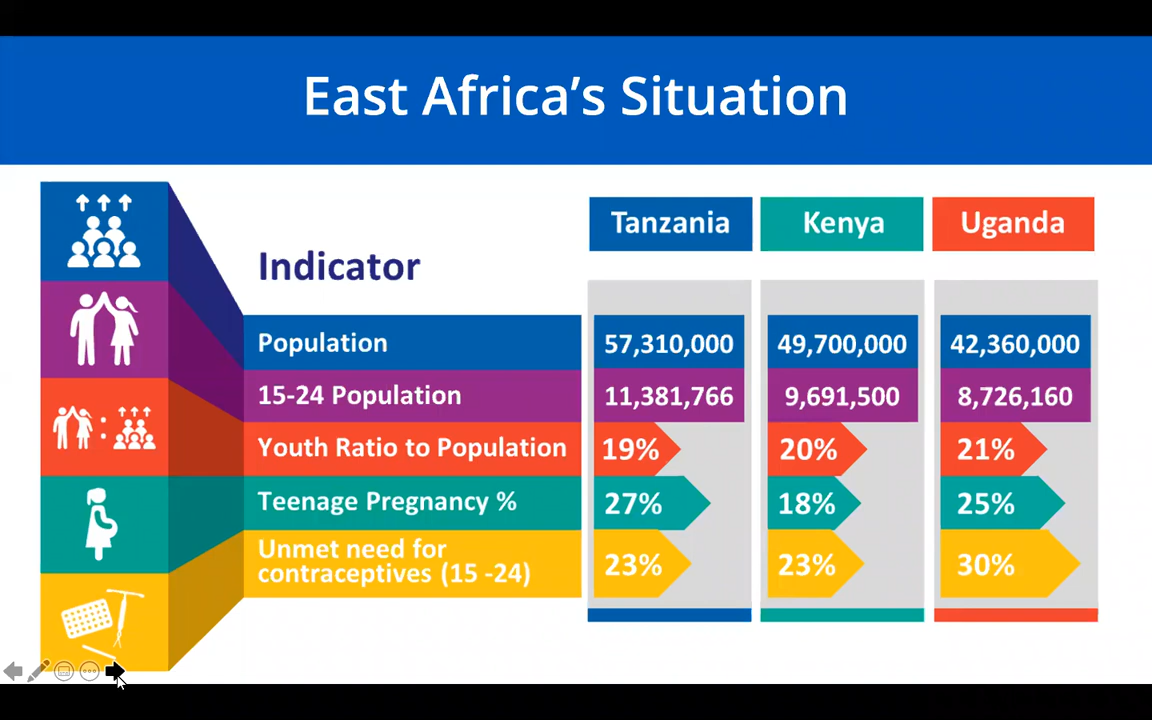 East Africa’s Situation
Indicator
Tanzania Kenya Uganda
Population 57,310,000 49,700,000 42,360,000
15-24 Population 11,381,766 9,691,500 8,726,160
Youth Ratio to Population 19% 20% 21%
Teenage Pregnancy % 27% 18% 25%
Unmet need for
contraceptives (15 -24) 23% 23% 30%